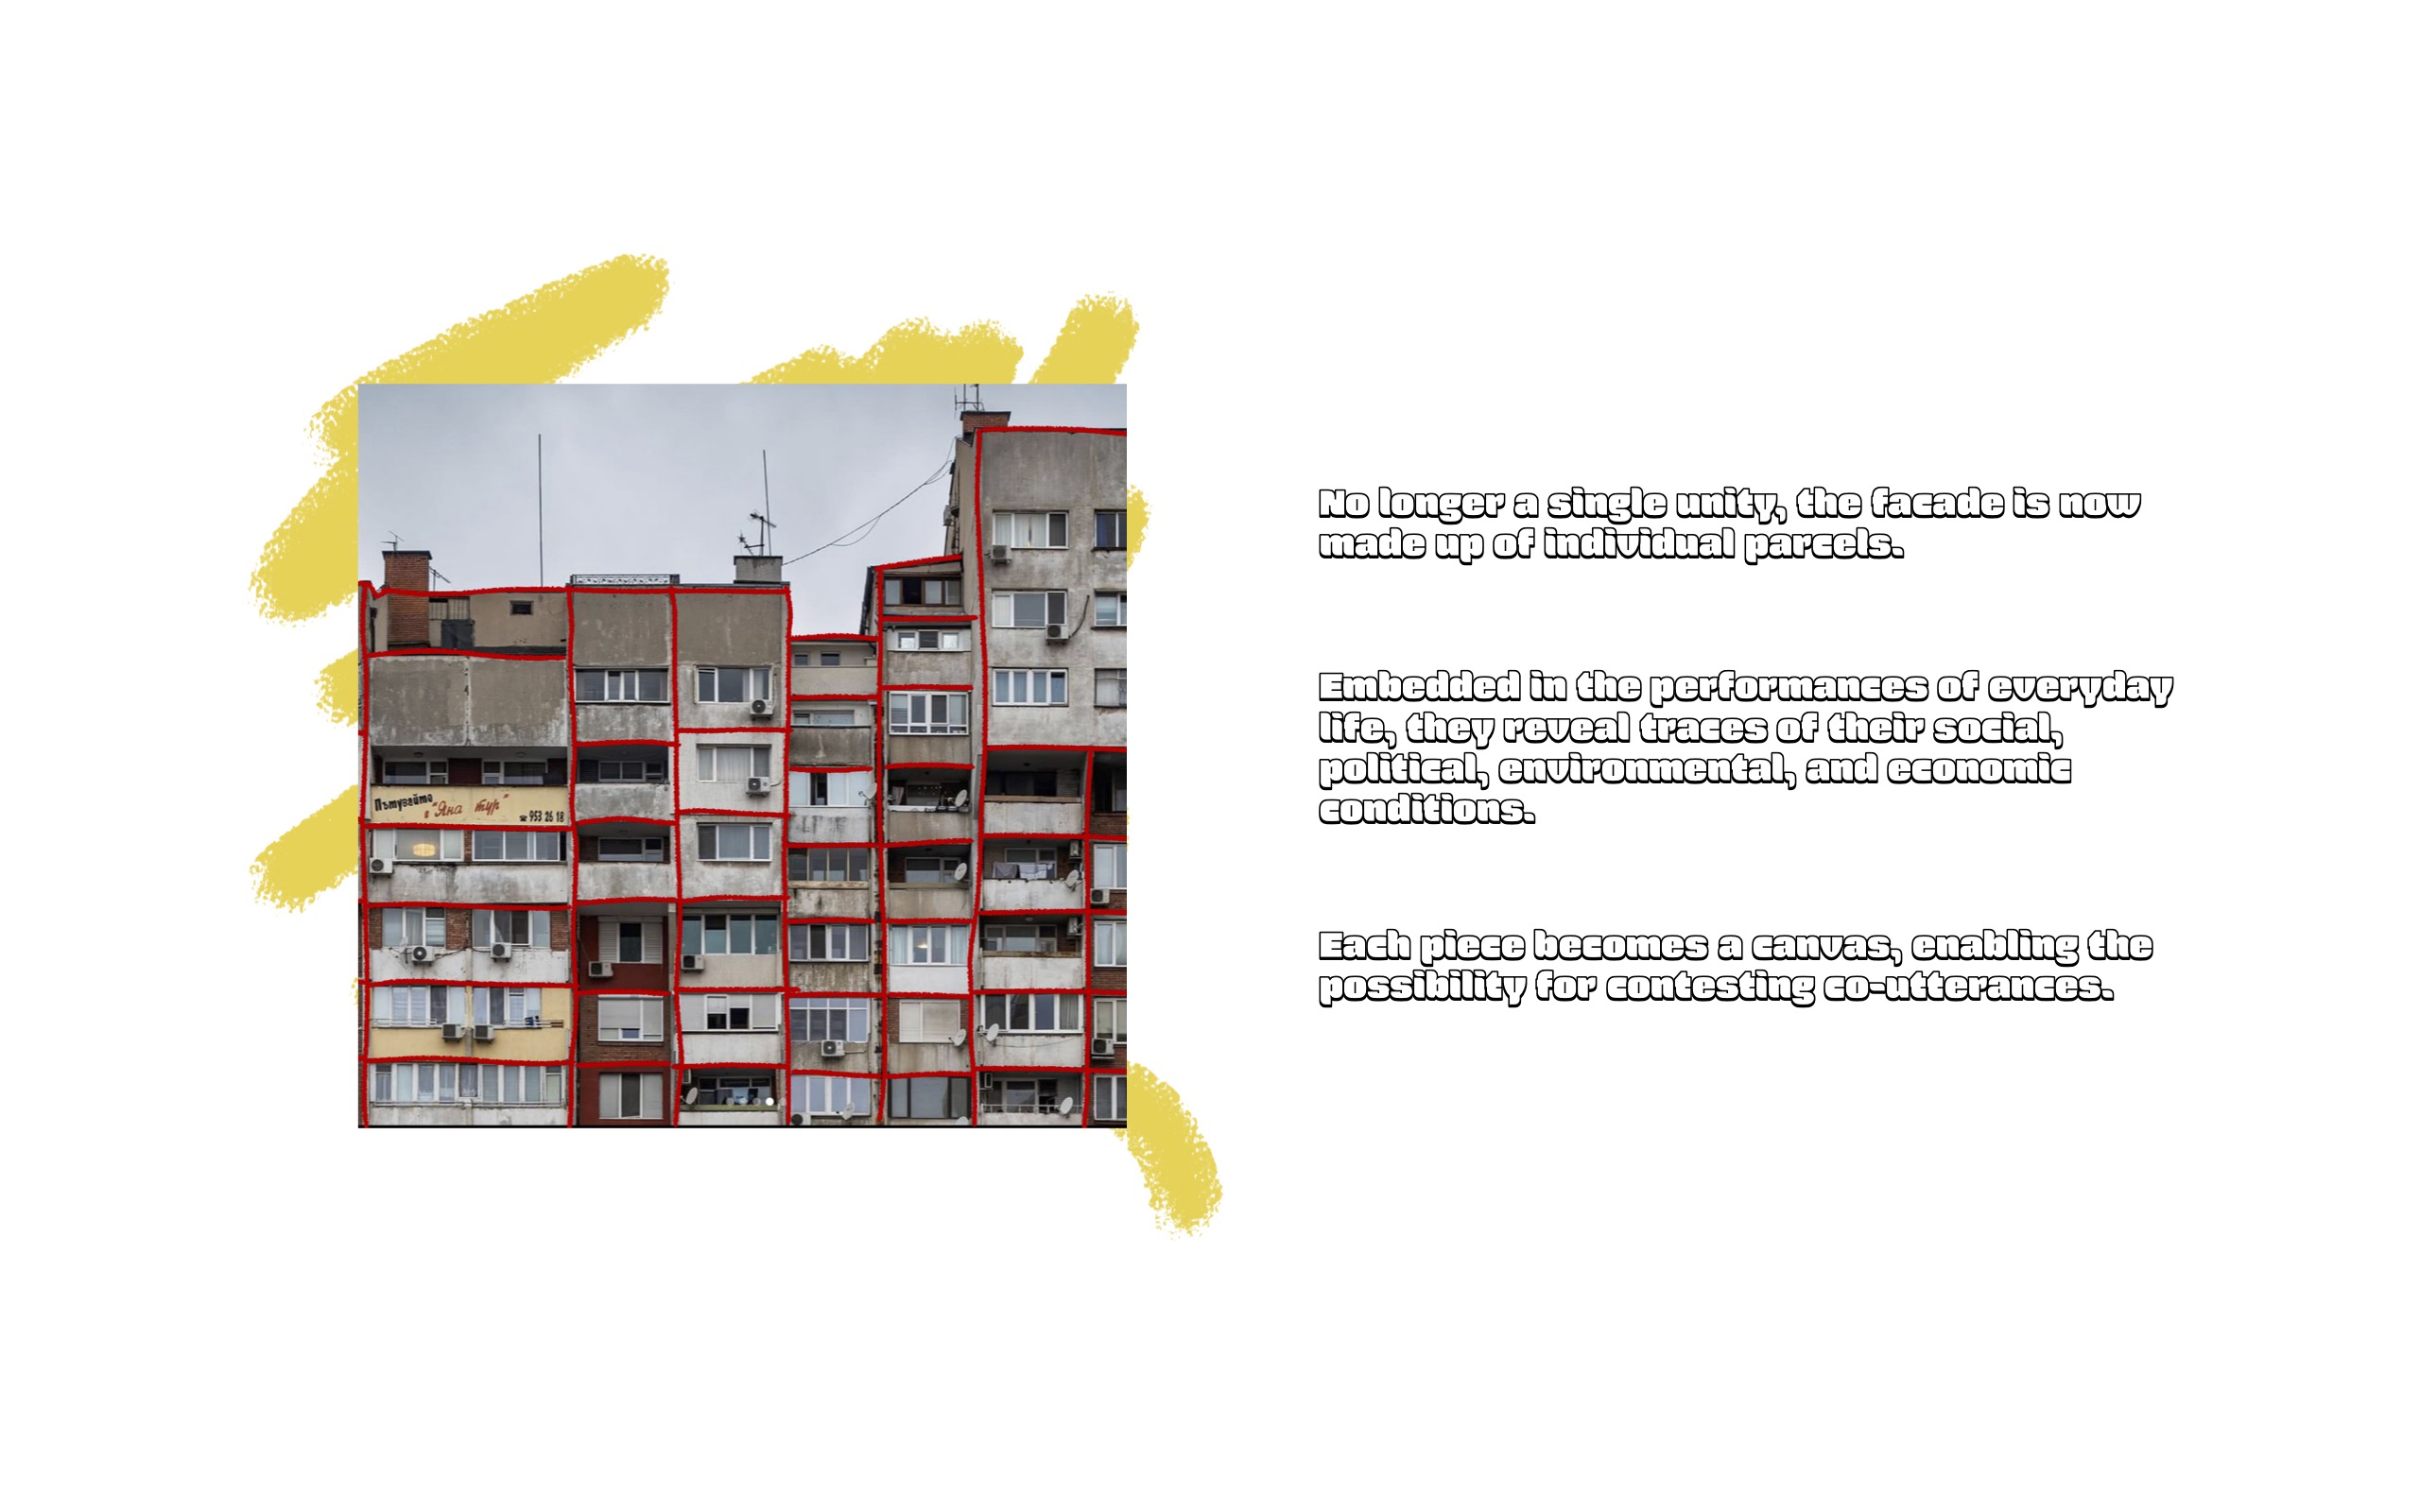 Пътувайте
с "Яна тур"
☎ 953 26 18
No longer a single unity, the facade is now
made up of individual parcels.
Embedded in the performances of everyday
life, they reveal traces of their social,
political, environmental, and economic
conditions.
Each piece becomes a canvas, enabling the
possibility for contesting co-utterances.